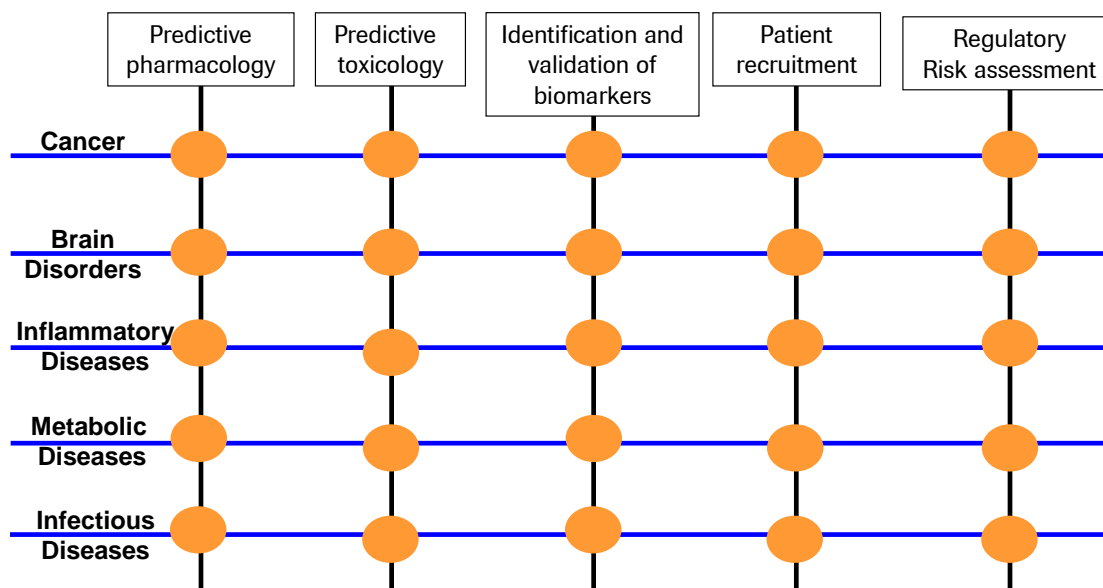 Predictive
pharmacology
Predictive
toxicology
Identification and
validation of
biomarkers
Patient
recruitment
Regulatory
Risk assessment
Cancer
Brain
Disorders
Inflammatory
Diseases
Metabolic
Diseases
Infectious
Diseases